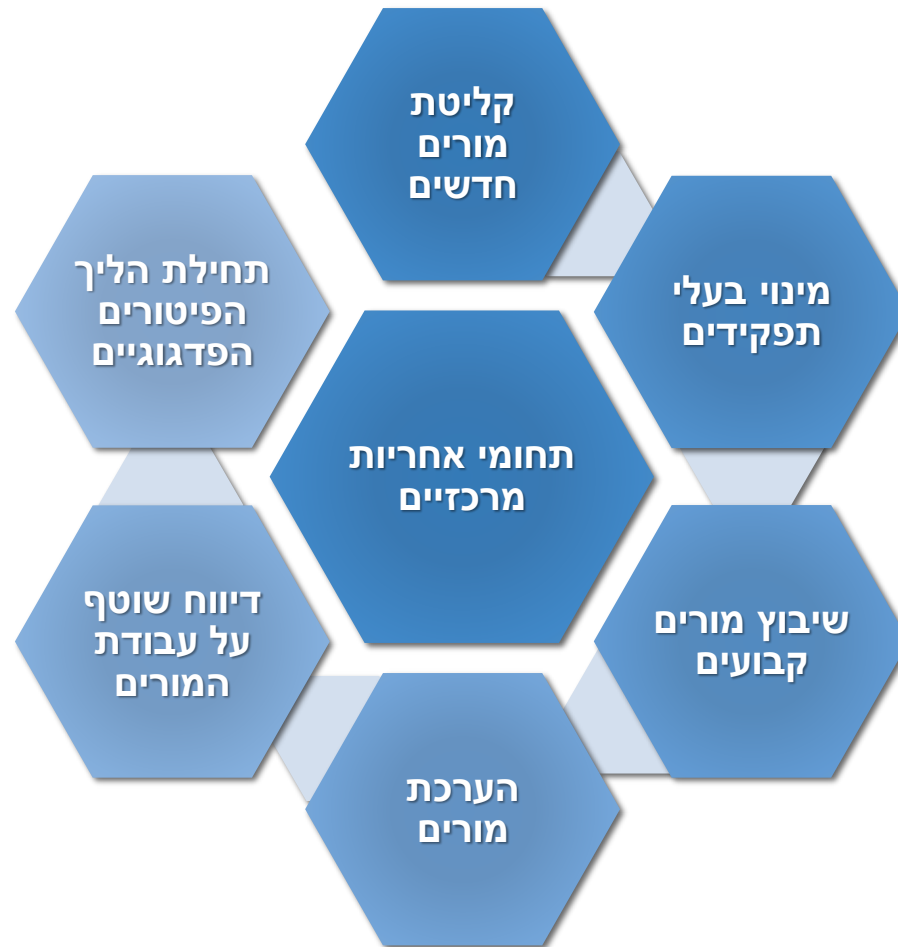 קליטת
מורים
חדשים
מינוי בעלי
תפקידים
שיבוץ מורים
קבועים
הערכת
מורים
דיווח שוטף
על עבודת
המורים
תחילת הליך
הפיטורים
הפדגוגיים
תחומי אחריות
מרכזיים